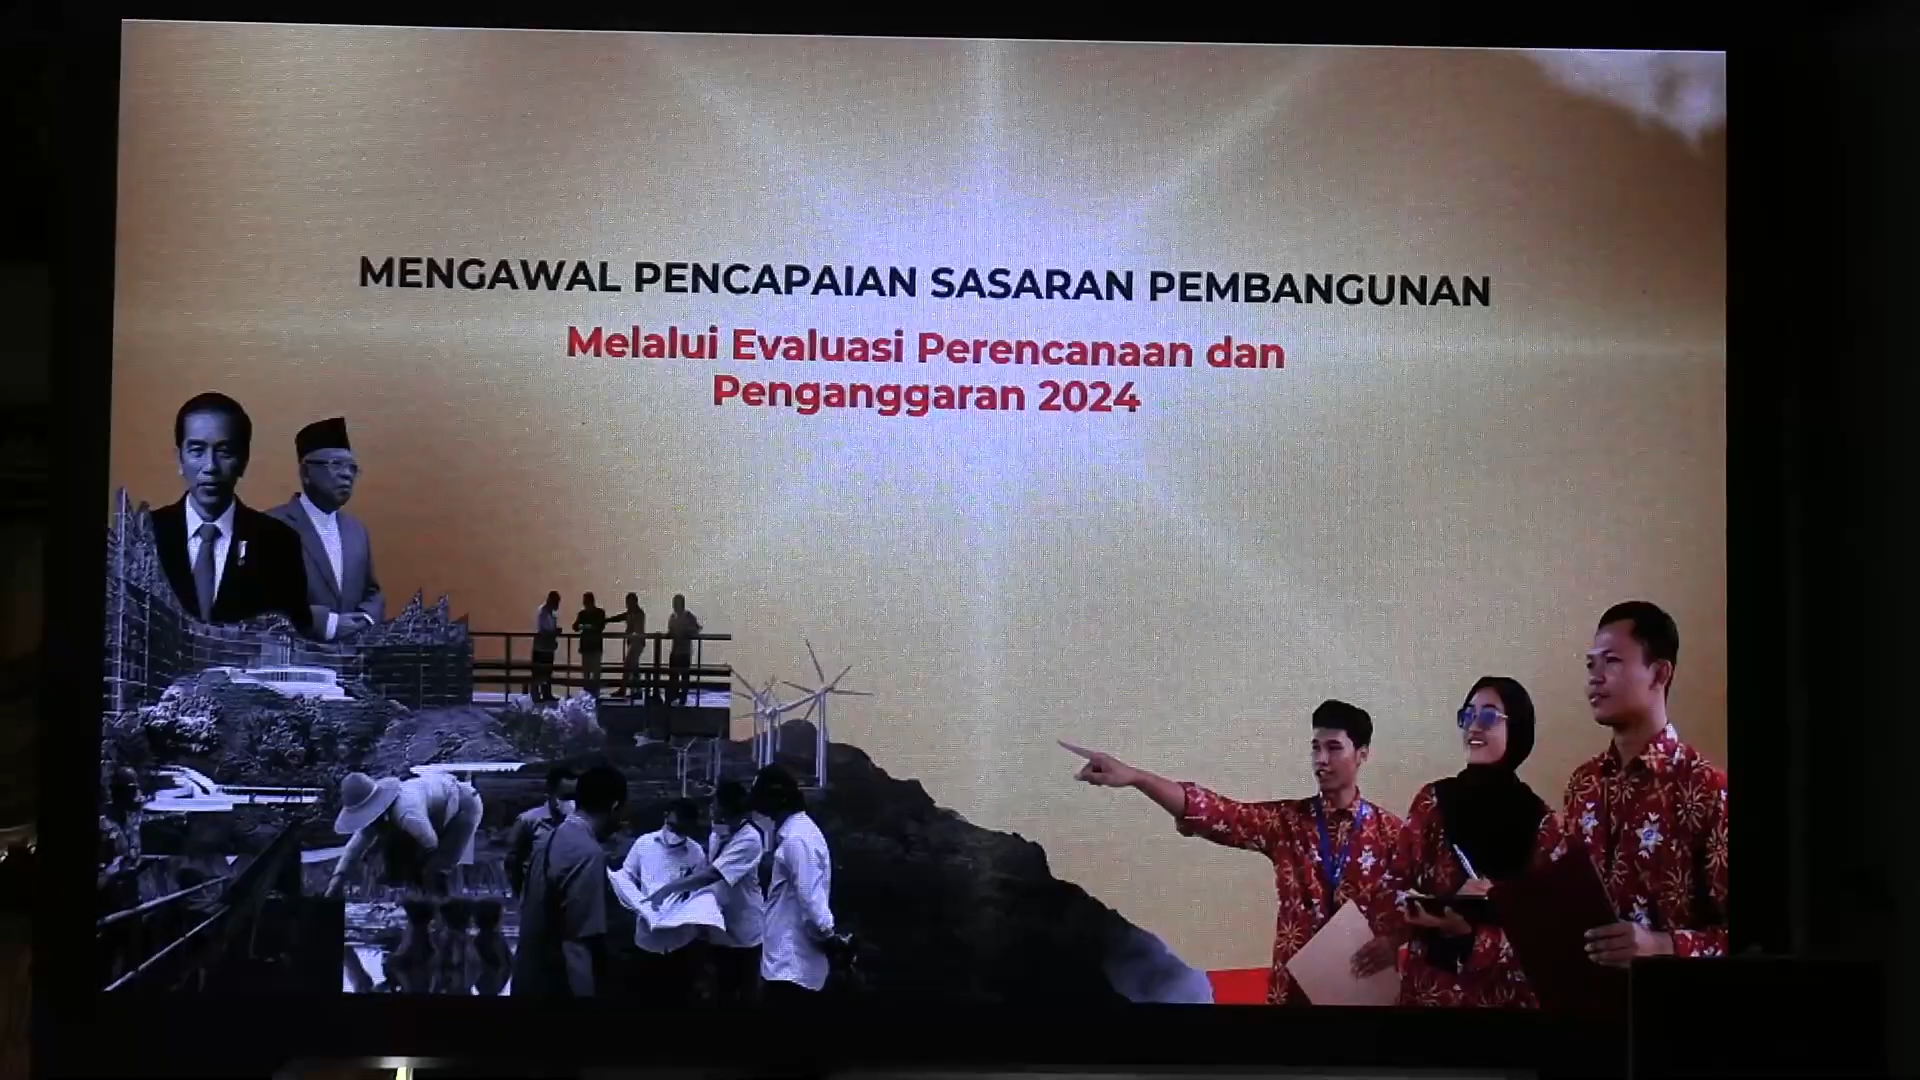 MENGAWAL PENCAPAIAN SASARAN PEMBANGUNAN
Melalui Evaluasi Perencanaan dan
Penganggaran 2024